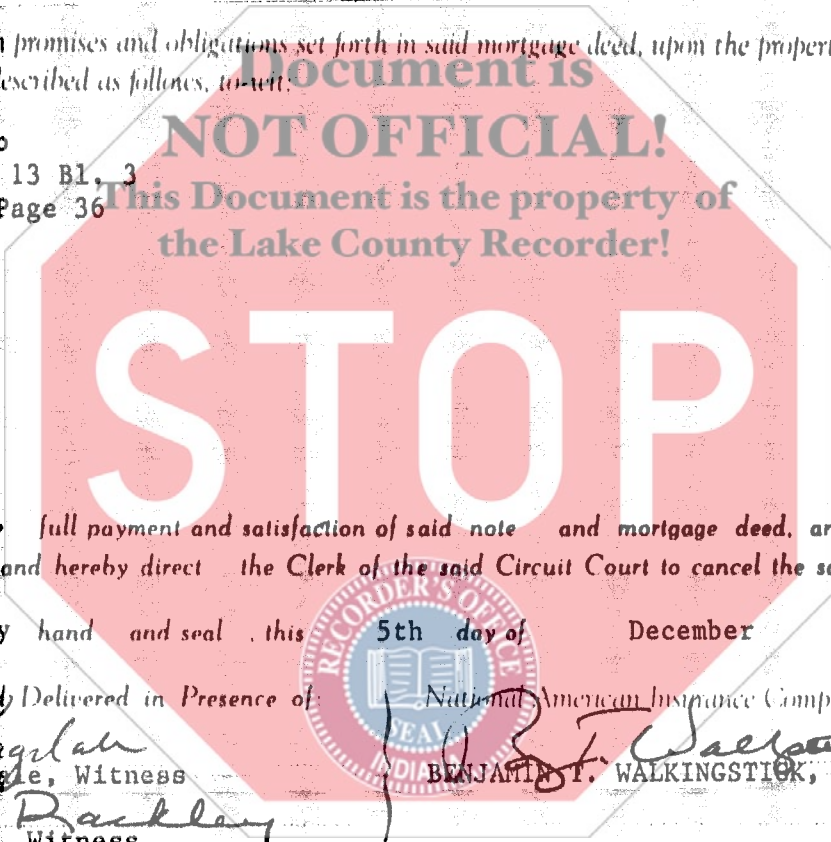 promises and obligations set forth in said mortgage deed, upon the propert
described as follows, to-wit:
Document is
NOT OFFICIAL!
13 Bl, 3
This Document is the property of
Page 36
the Lake County Recorder!
STOP
full payment and satisfaction of said note and mortgage deed, an
and hereby direct the Clerk of the said Circuit Court to cancel the sa
hand and seal , this 5th day of December
RECORDER'S OFFICE
SEAL
INDIANA
Delivered in Presence of: National American Insurance Comp
Witness BENJAMIN T. WALKINGSTICK,
Brackley
Witness